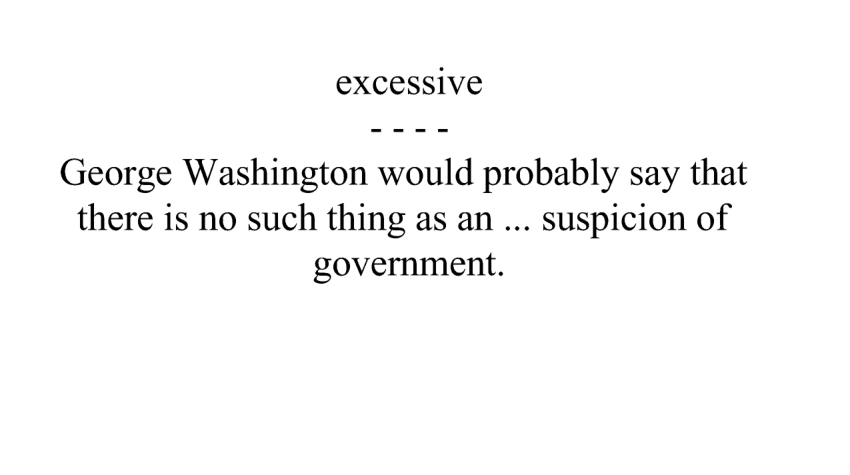 excessive
- - - -
George Washington would probably say that
there is no such thing as an ... suspicion of
government.